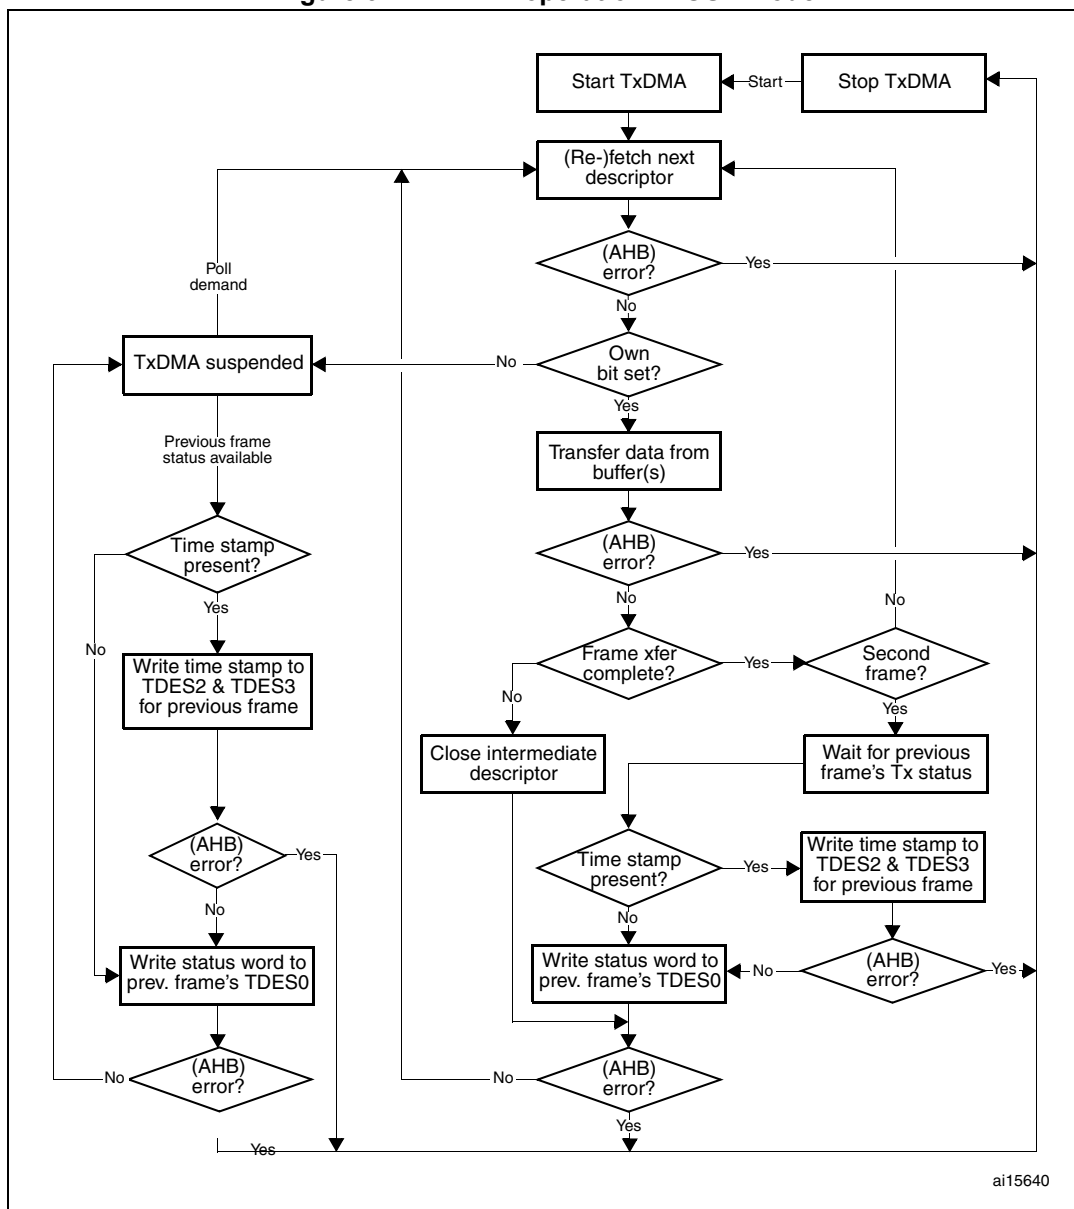 Start TxDMA
Start
Stop TxDMA
(Re-)fetch next
descriptor
(AHB)
error?
Yes
Poll
demand
No
TxDMA suspended
No
Own
bit set?
Yes
Previous frame
status available
Transfer data from
buffer(s)
Time stamp
present?
(AHB)
error?
Yes
Yes
No
No
No
Write time stamp to
TDES2 & TDES3
for previous frame
Frame xfer
complete?
Yes
Second
frame?
No
Yes
Close intermediate
descriptor
Wait for previous
frame's Tx status
(AHB)
error?
Yes
Time stamp
present?
Yes
Write time stamp to
TDES2 & TDES3
for previous frame
No
No
Write status word to
prev. frame's TDES0
Write status word to
prev. frame's TDES0
No
(AHB)
error?
Yes
No
(AHB)
error?
No
(AHB)
error?
Yes
Yes
ai15640